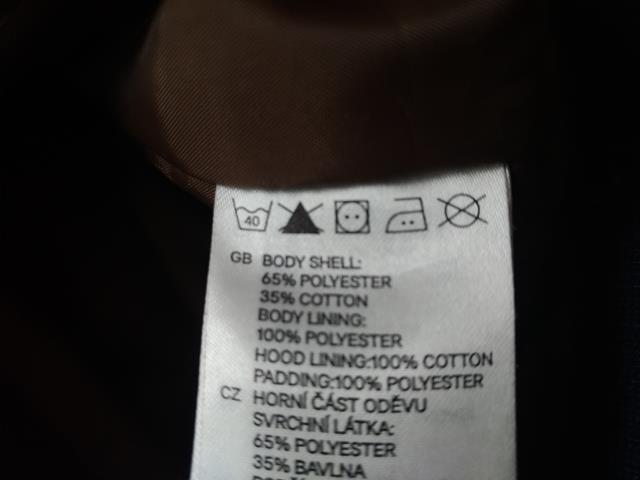 40
GB BODY SHELL:
65% POLYESTER
35% COTTON
BODY LINING:
100% POLYESTER
HOOD LINING:100% COTTON
PADDING:100% POLYESTER
CZ HORNÍ ČÁST ODĚVU
SVRCHNÍ LÁTKA:
65% POLYESTER
35% BAVLNA